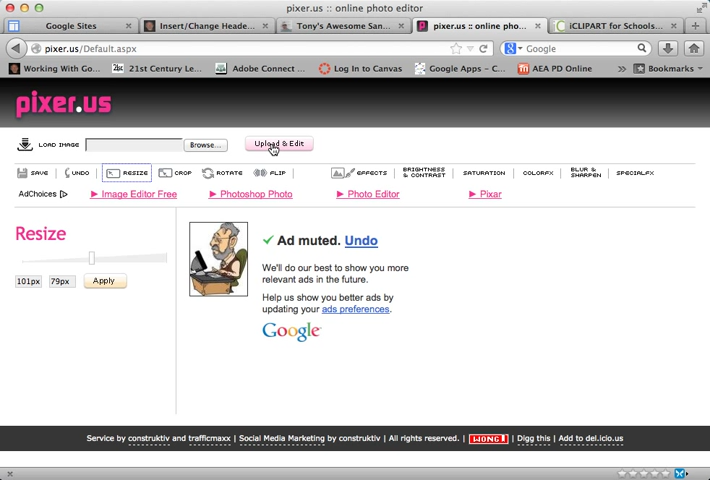 pixer.us :: online photo editor
Google Sites
Insert/Change Heade...
Tony's Awesome San...
pixer.us :: online pho...
iCLIPART for Schools...
pixer.us/Default.aspx
Google
Working With Go...
21st Century Le...
Adobe Connect ...
Log In to Canvas
Google Apps – C...
AEA PD Online
Bookmarks
pixer.us
LOAD IMAGE
Browse...
Upload & Edit
SAVE
UNDO
RESIZE
CROP
ROTATE
FLIP
EFFECTS
BRIGHTNESS & CONTRAST
SATURATION
COLORFX
BLUR & SHARPEN
SPECIALFX
AdChoices
Image Editor Free
Photoshop Photo
Photo Editor
Pixar
Resize
101px 79px Apply
Ad muted. Undo
We'll do our best to show you more
relevant ads in the future.
Help us show you better ads by
updating your ads preferences.
Google
Service by construktiv and trafficmaxx | Social Media Marketing by construktiv | All rights reserved. | WONG! | Digg this | Add to del.icio.us